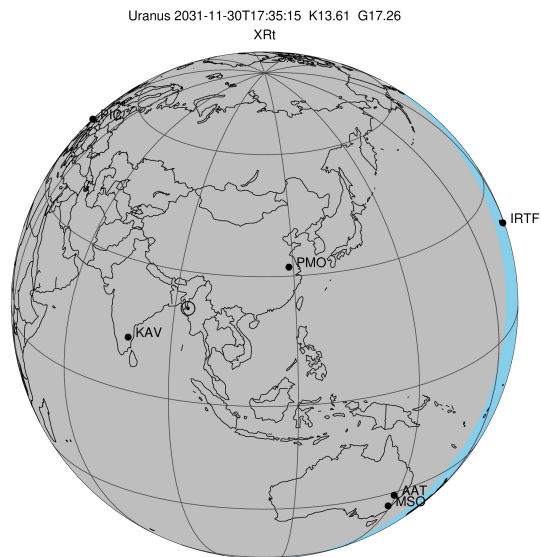 Uranus 2031-11-30T17:35:15 K13.61 G17.26
XRt
PIC
IRTF
PMO
KAV
AAT
MSO